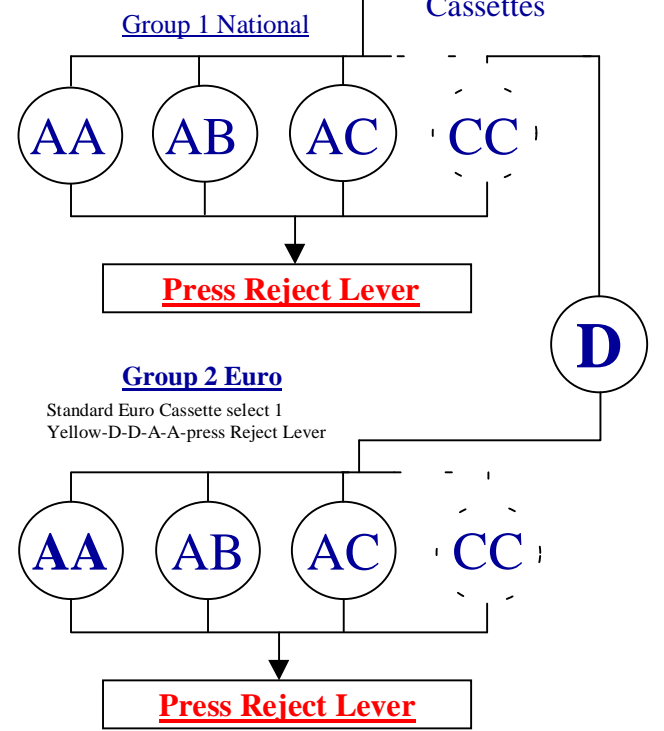 Cassettes
Group 1 National
AA AB AC CC
Press Reject Lever
D
Group 2 Euro
Standard Euro Cassette select 1
Yellow-D-D-A-A-press Reject Lever
AA AB AC CC
Press Reject Lever